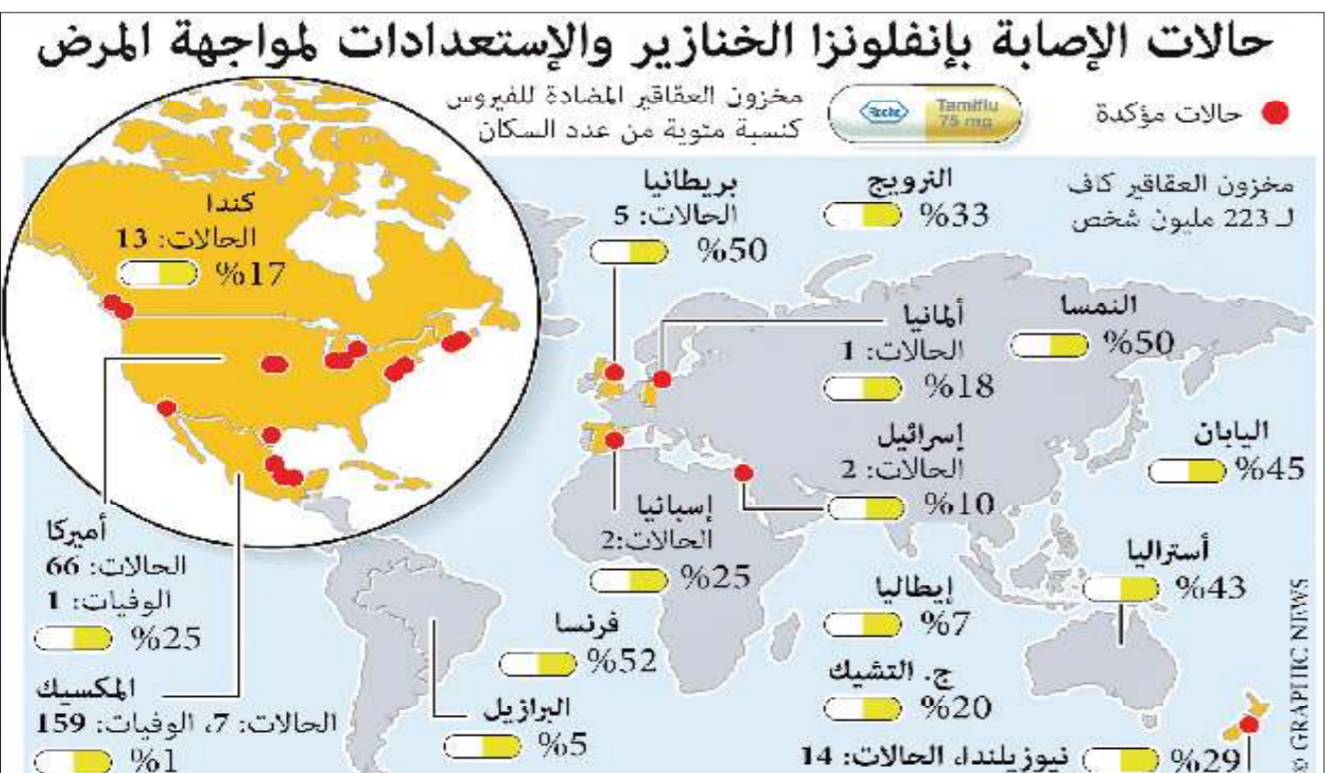 حالات الإصابة بإنفلونزا الخنازير والإستعدادات لمواجهة المرض
حالات مؤكدة
Roche
Tamiflu
75 mg
مخزون العقاقير المضادة للفيروس
كنسبة مئوية من عدد السكان
مخزون العقاقير كاف
لـ 223 مليون شخص
النرويج
%33
بريطانيا
الحالات: 5
%50
كندا
الحالات: 13
%17
النمسا
%50
ألمانيا
الحالات: 1
%18
اليابان
%45
إسرائيل
الحالات: 2
%10
إسبانيا
الحالات:2
%25
أميركا
الحالات: 66
الوفيات: 1
%25
أستراليا
%43
إيطاليا
%7
فرنسا
%52
ج. التشيك
%20
المكسيك
الحالات: 7، الوفيات: 159
%1
البرازيل
%5
نيوزيلندا، الحالات: 14
%29
© GRAPHIC NEWS